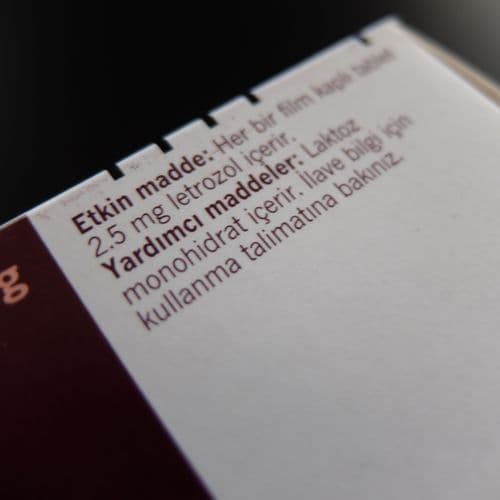 Etkin madde: Her bir film kaplı tablet
2.5 mg letrozol içerir.
Yardımcı maddeler: Laktoz
monohidrat içerir. İlave bilgi için
kullanma talimatına bakınız.
g